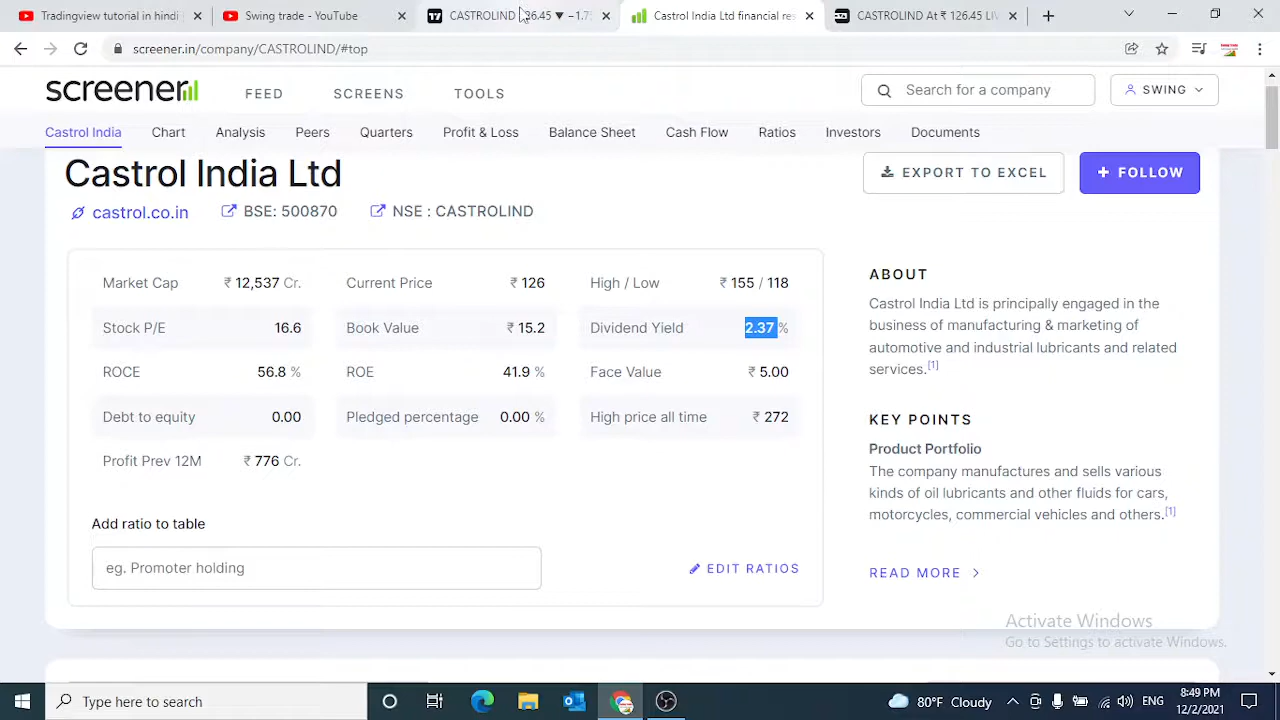 Tradingview tutorial in hindi
Swing trade - YouTube
CASTROLIND 126.45 ▼ −1.7
Castrol India Ltd financial res
CASTROLIND At ₹ 126.45 LIV
screener.in/company/CASTROLIND/#top
screener
FEED
SCREENS
TOOLS
Search for a company
SWING
Castrol India
Chart
Analysis
Peers
Quarters
Profit & Loss
Balance Sheet
Cash Flow
Ratios
Investors
Documents
Castrol India Ltd
EXPORT TO EXCEL
+ FOLLOW
castrol.co.in
BSE: 500870
NSE : CASTROLIND
Market Cap ₹ 12,537 Cr.
Current Price ₹ 126
High / Low ₹ 155 / 118
Stock P/E 16.6
Book Value ₹ 15.2
Dividend Yield 2.37 %
ROCE 56.8 %
ROE 41.9 %
Face Value ₹ 5.00
Debt to equity 0.00
Pledged percentage 0.00 %
High price all time ₹ 272
Profit Prev 12M ₹ 776 Cr.
Add ratio to table
eg. Promoter holding
EDIT RATIOS
ABOUT
Castrol India Ltd is principally engaged in the
business of manufacturing & marketing of
automotive and industrial lubricants and related
services.[1]
KEY POINTS
Product Portfolio
The company manufactures and sells various
kinds of oil lubricants and other fluids for cars,
motorcycles, commercial vehicles and others.[1]
READ MORE
Activate Windows
Go to Settings to activate Windows.
Type here to search
80°F Cloudy
ENG
8:49 PM
12/2/2021